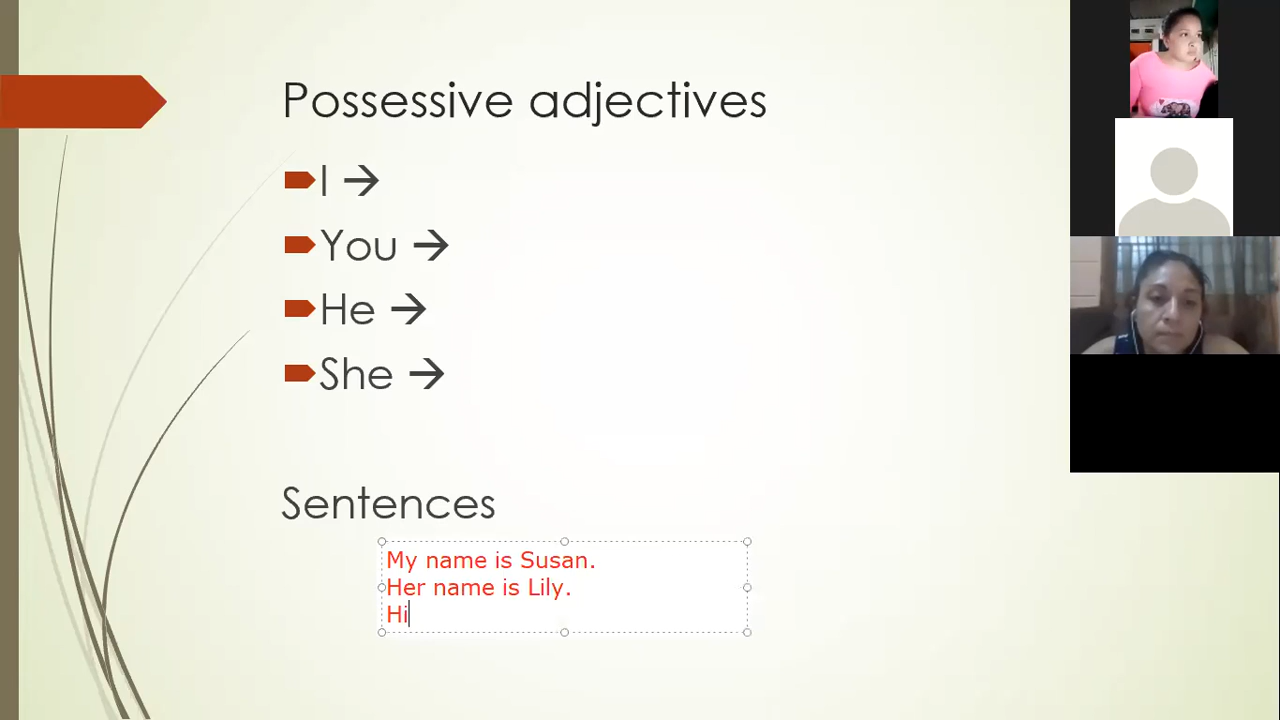 Possessive adjectives
I →
You →
He →
She →
Sentences
My name is Susan.
Her name is Lily.
Hi